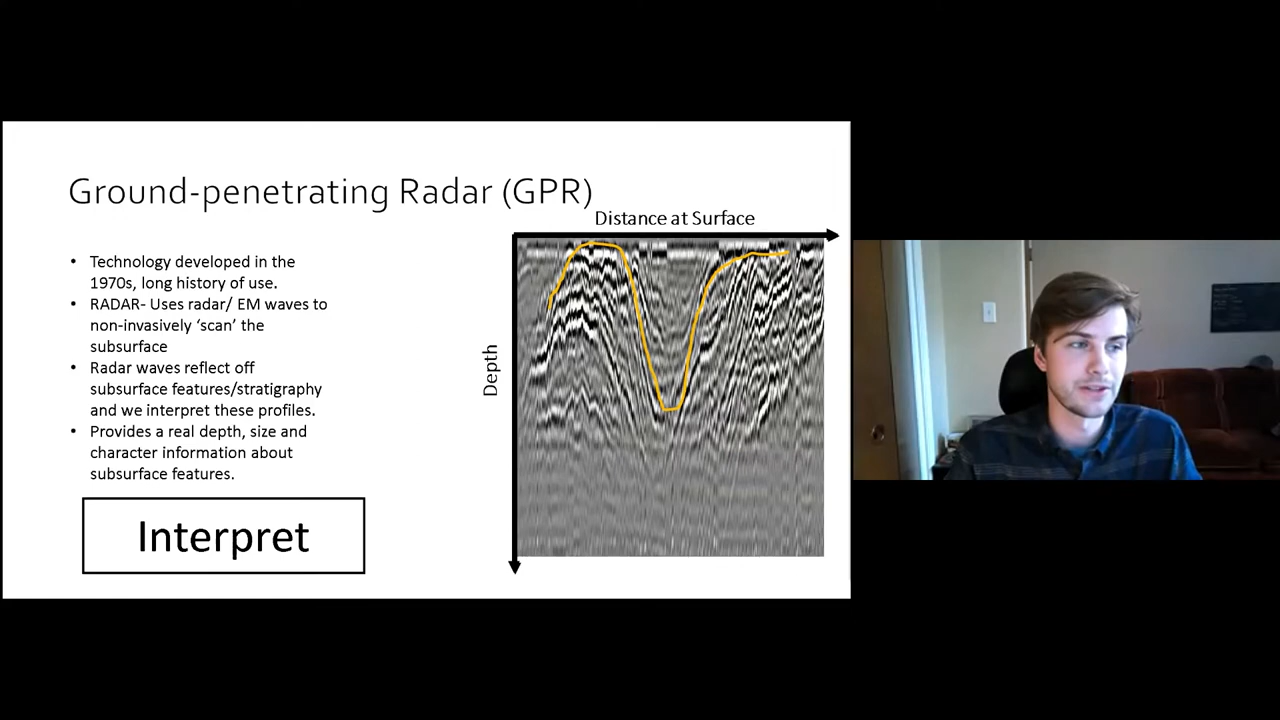 Ground-penetrating Radar (GPR)
Distance at Surface
• Technology developed in the
1970s, long history of use.
• RADAR- Uses radar/ EM waves to
non-invasively ‘scan’ the
subsurface
• Radar waves reflect off
subsurface features/stratigraphy
and we interpret these profiles.
• Provides a real depth, size and
character information about
subsurface features.
Depth
Interpret